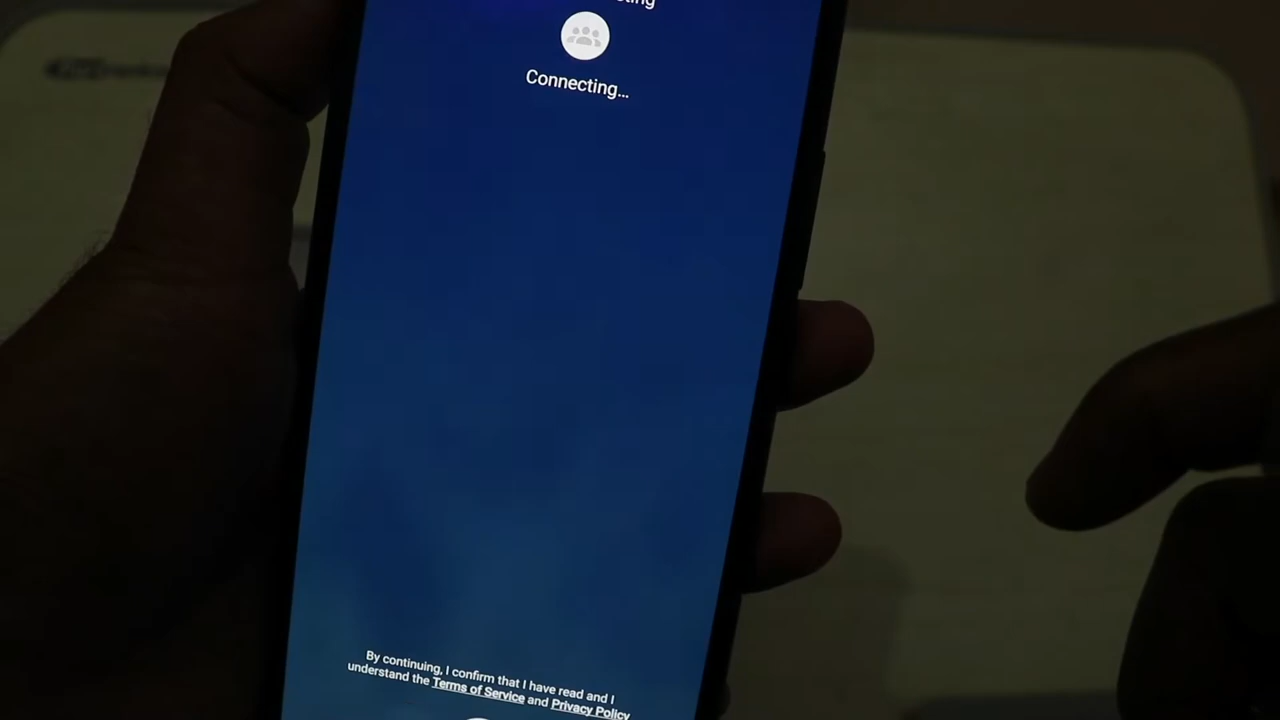 Connecting...
By continuing, I confirm that I have read and I
understand the Terms of Service and Privacy Policy